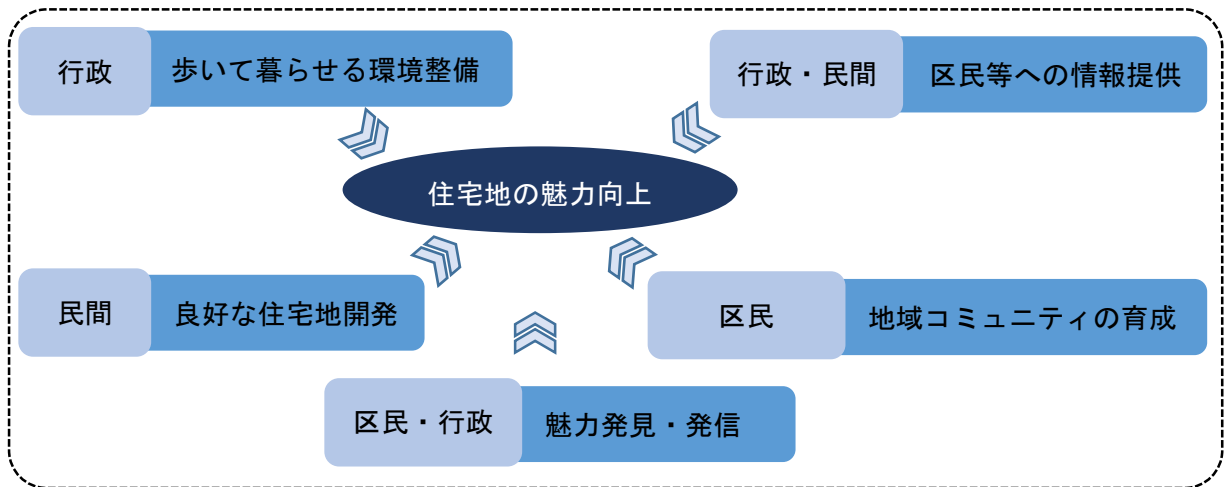 行政
歩いて暮らせる環境整備
行政・民間
区民等への情報提供
住宅地の魅力向上
民間
良好な住宅地開発
区民
地域コミュニティの育成
区民・行政
魅力発見・発信